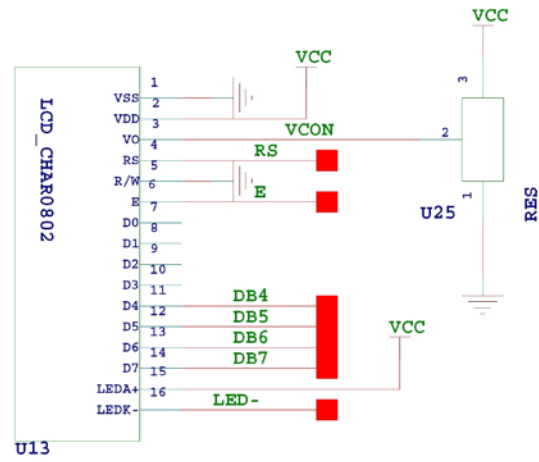 VCC
VCC
1
3
VSS
2
VDD
3
VCON
2
VO
4
RS
RS
5
R/W
6
E
1
E
7
U25
RES
D0
8
LCD_CHAR0802
D1
9
D2
10
D3
11
DB4
D4
12
DB5
D5
13
DB6
VCC
D6
14
DB7
D7
15
LEDA+
16
LED-
LEDK-
U13